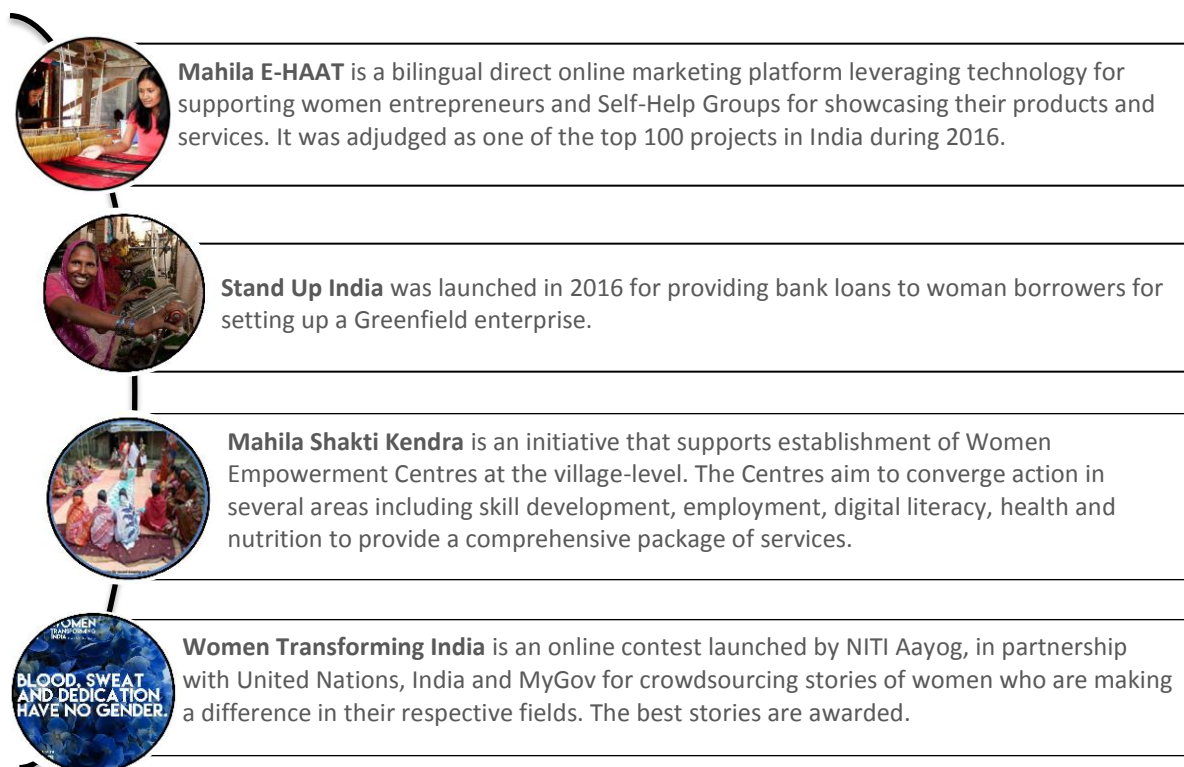 Mahila E-HAAT is a bilingual direct online marketing platform leveraging technology for
supporting women entrepreneurs and Self-Help Groups for showcasing their products and
services. It was adjudged as one of the top 100 projects in India during 2016.
Stand Up India was launched in 2016 for providing bank loans to woman borrowers for
setting up a Greenfield enterprise.
Mahila Shakti Kendra is an initiative that supports establishment of Women
Empowerment Centres at the village-level. The Centres aim to converge action in
several areas including skill development, employment, digital literacy, health and
nutrition to provide a comprehensive package of services.
WOMEN
TRANSFORMING
INDIA
BLOOD, SWEAT
AND DEDICATION
HAVE NO GENDER.
Women Transforming India is an online contest launched by NITI Aayog, in partnership
with United Nations, India and MyGov for crowdsourcing stories of women who are making
a difference in their respective fields. The best stories are awarded.